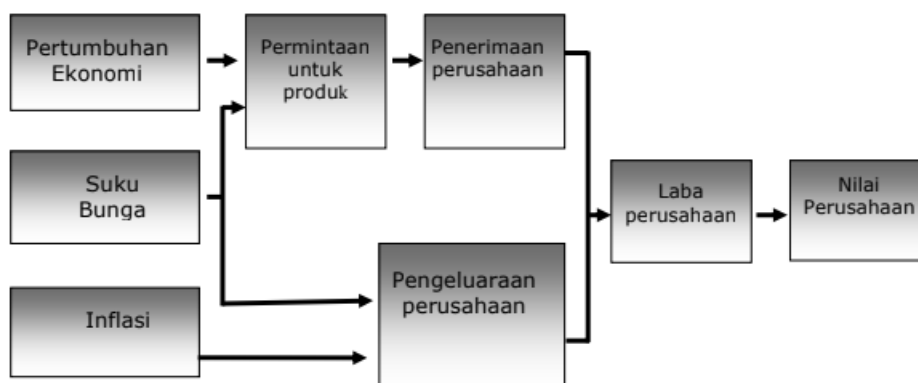 Pertumbuhan
Ekonomi
Permintaan
untuk
produk
Penerimaan
perusahaan
Suku
Bunga
Laba
perusahaan
Nilai
Perusahaan
Pengeluaraan
perusahaan
Inflasi